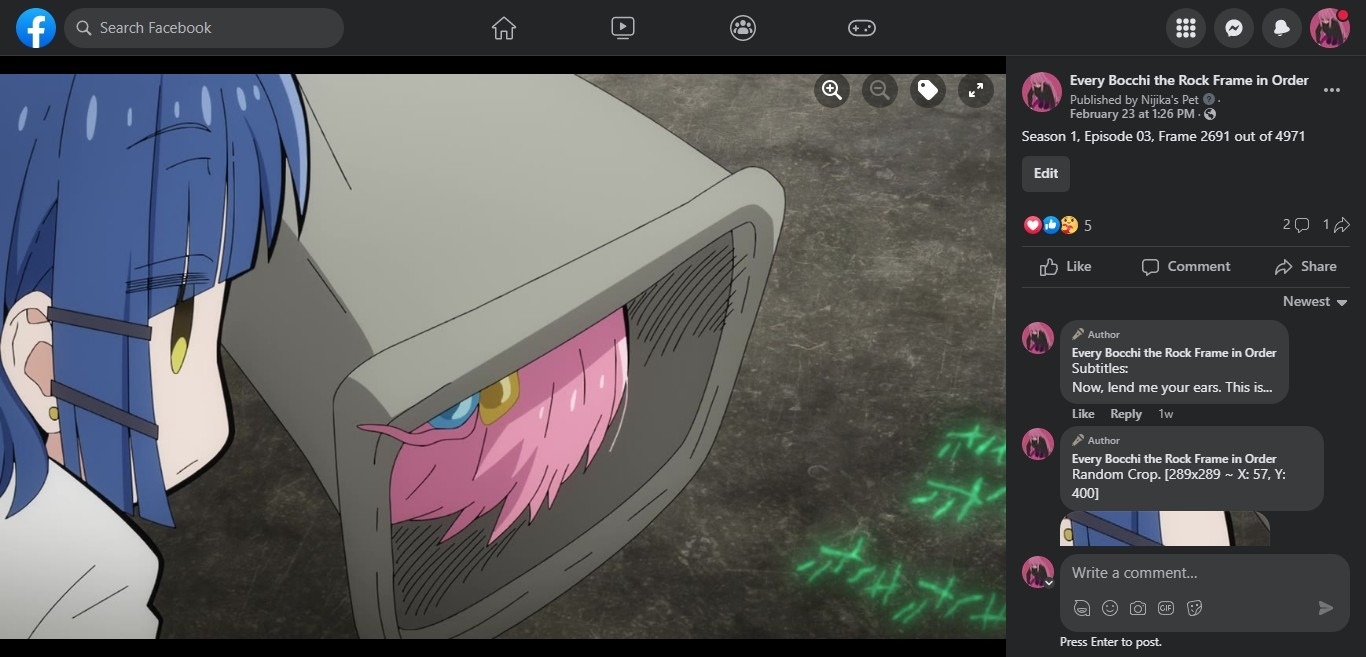 Search Facebook
Every Bocchi the Rock Frame in Order
Published by Nijika's Pet ·
February 23 at 1:26 PM ·
Season 1, Episode 03, Frame 2691 out of 4971
Edit
5
2
1
Like
Comment
Share
Newest
Author
Every Bocchi the Rock Frame in Order
Subtitles:
Now, lend me your ears. This is...
Like Reply 1w
Author
Every Bocchi the Rock Frame in Order
Random Crop. [289x289 ~ X: 57, Y:
400]
Write a comment...
GIF
Press Enter to post.